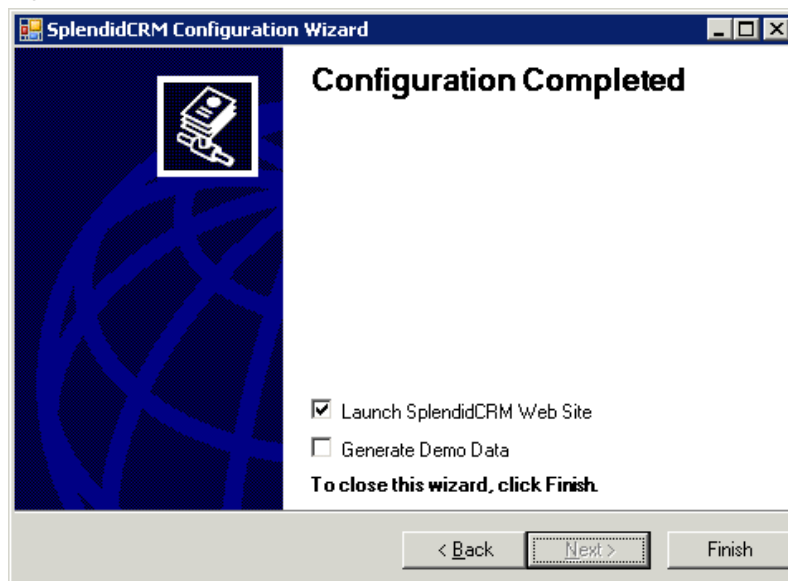 SplendidCRM Configuration Wizard
Configuration Completed
Launch SplendidCRM Web Site
Generate Demo Data
To close this wizard, click Finish.
< Back
Next >
Finish